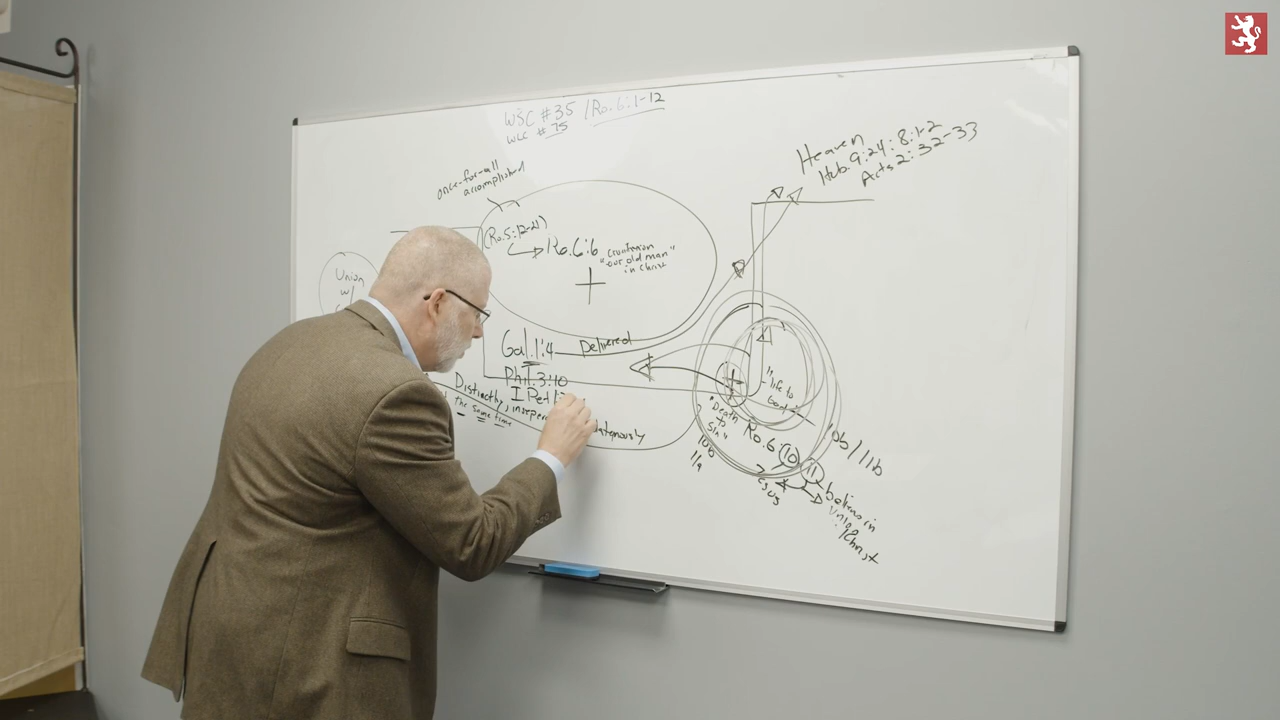 WSC #35 /Ro. 6:1-12
WLC #75
once-for-all
accomplished
Heaven
Heb. 9:24; 8:1-2
Acts 2:32-33
(Ro. 5:12-21)
Ro. 6:6
"crucifixion
"our old man"
in Christ
Union
w/
Gal. 1:4 Delivered
Phil. 3:10
I Pet
Distinctly,
the same time
"life to
"Death
to
Sin"
10a
11a
Ro. 6 (10) (11)
10b / 11b
believers in
Union
Christ